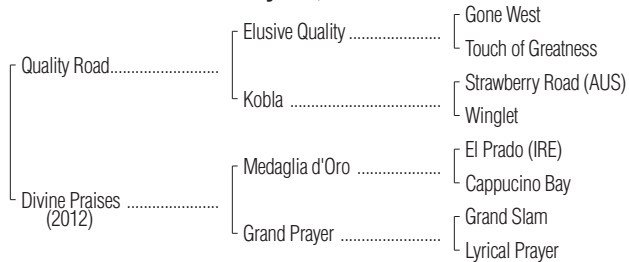 Gone West
Elusive Quality ....................
Touch of Greatness
Quality Road........................
Strawberry Road (AUS)
Kobla .................................
Winglet
El Prado (IRE)
Medaglia d'Oro ..................
Cappucino Bay
Divine Praises ....................
(2012)
Grand Slam
Grand Prayer ......................
Lyrical Prayer